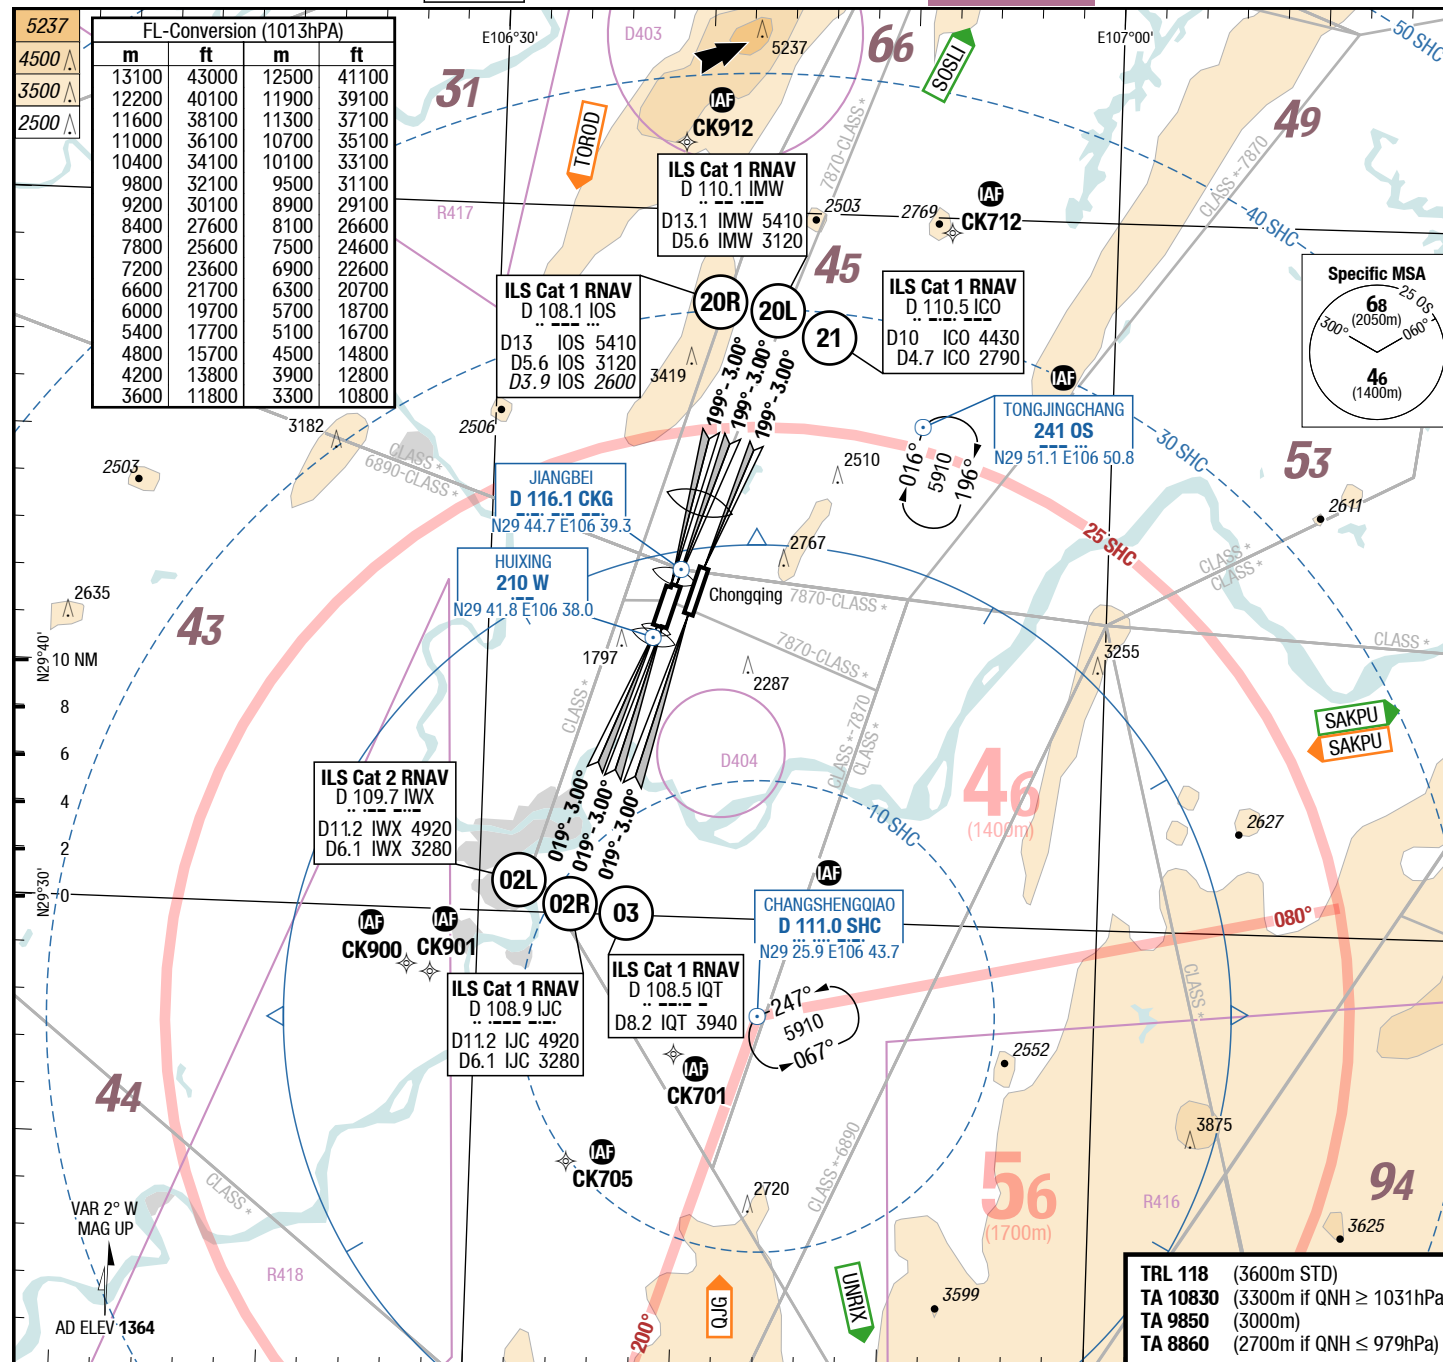 5237
4500
3500
2500
FL-Conversion (1013hPA)
m ft m ft
13100 43000 12500 41100
12200 40100 11900 39100
11600 38100 11300 37100
11000 36100 10700 35100
10400 34100 10100 33100
9800 32100 9500 31100
9200 30100 8900 29100
8400 27600 8100 26600
7800 25600 7500 24600
7200 23600 6900 22600
6600 21700 6300 20700
6000 19700 5700 18700
5400 17700 5100 16700
4800 15700 4500 14800
4200 13800 3900 12800
3600 11800 3300 10800
E106°30'
D403
5237
66
SOSLI
E107°00'
50 SHC
31
IAF
CK912
TOROD
7870-CLASS *
49
CLASS *-7870
R417
ILS Cat 1 RNAV
D 110.1 IMW
D13.1 IMW 5410
D5.6 IMW 3120
2503
2769
IAF
CK712
40 SHC
45
Specific MSA
25 OS
68
(2050m)
300°
060°
46
(1400m)
ILS Cat 1 RNAV
D 108.1 IOS
D13 IOS 5410
D5.6 IOS 3120
D3.9 IOS 2600
20R
20L
21
ILS Cat 1 RNAV
D 110.5 ICO
D10 ICO 4430
D4.7 ICO 2790
3419
199°- 3.00°
199°- 3.00°
199°- 3.00°
IAF
TONGJINGCHANG
241 OS
N29 51.1 E106 50.8
30 SHC
53
3182
2506
CLASS *
6890-CLASS *
2503
016°
5910
196°
2510
2611
JIANGBEI
D 116.1 CKG
N29 44.7 E106 39.3
25 SHC
2767
CLASS *
CLASS *
HUIXING
210 W
N29 41.8 E106 38.0
Chongqing
7870-CLASS *
2635
43
7870-CLASS *
CLASS *
1797
2287
3255
N29°40'
10 NM
8
6
4
2
0
N29°30'
CLASS *
D404
CLASS *-7870
CLASS *
SAKPU
SAKPU
46
(1400m)
ILS Cat 2 RNAV
D 109.7 IWX
D11.2 IWX 4920
D6.1 IWX 3280
019°- 3.00°
019°- 3.00°
019°- 3.00°
10 SHC
2627
02L
02R
03
IAF
CHANGSHENGQIAO
D 111.0 SHC
N29 25.9 E106 43.7
080°
IAF
CK900
IAF
CK901
ILS Cat 1 RNAV
D 108.9 IJC
D11.2 IJC 4920
D6.1 IJC 3280
ILS Cat 1 RNAV
D 108.5 IQT
D8.2 IQT 3940
247°
5910
067°
CLASS *
IAF
CK701
2552
44
3875
IAF
CK705
CLASS *
CLASS *-6890
2720
56
(1700m)
R416
94
3625
VAR 2° W
MAG UP
R418
AD ELEV 1364
QJG
UNRIX
3599
200°
TRL 118 (3600m STD)
TA 10830 (3300m if QNH ≥ 1031hPa
TA 9850 (3000m)
TA 8860 (2700m if QNH ≤ 979hPa)